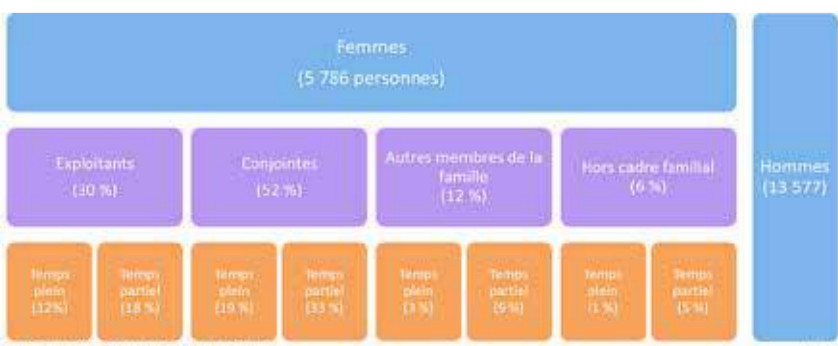 Femmes
(5 786 personnes)
Hommes
(13 577)
Exploitants
(30 %)
Conjointes
(52 %)
Autres membres de la
famille
(12 %)
Hors cadre familial
(6 %)
Temps
plein
(12%)
Temps
partiel
(18 %)
Temps
plein
(19 %)
Temps
partiel
(33 %)
Temps
plein
(3 %)
Temps
partiel
(9 %)
Temps
plein
(1 %)
Temps
partiel
(5 %)